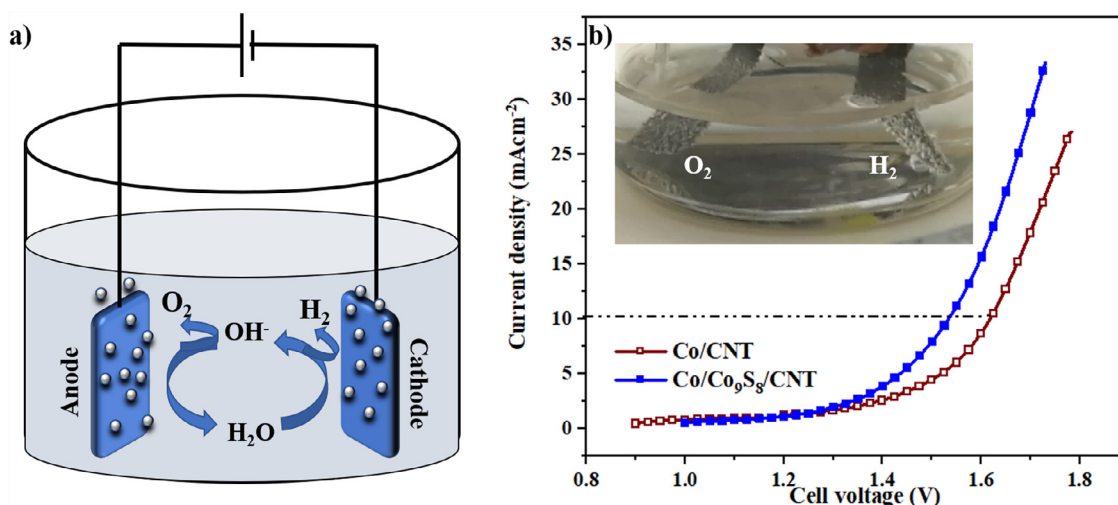 a)
O₂
OH⁻
H₂
H₂O
Anode
Cathode
b)
Current density (mAcm⁻²)
35
30
25
20
15
10
5
0
O₂
H₂
Co/CNT
Co/Co₉S₈/CNT
0.8 1.0 1.2 1.4 1.6 1.8
Cell voltage (V)